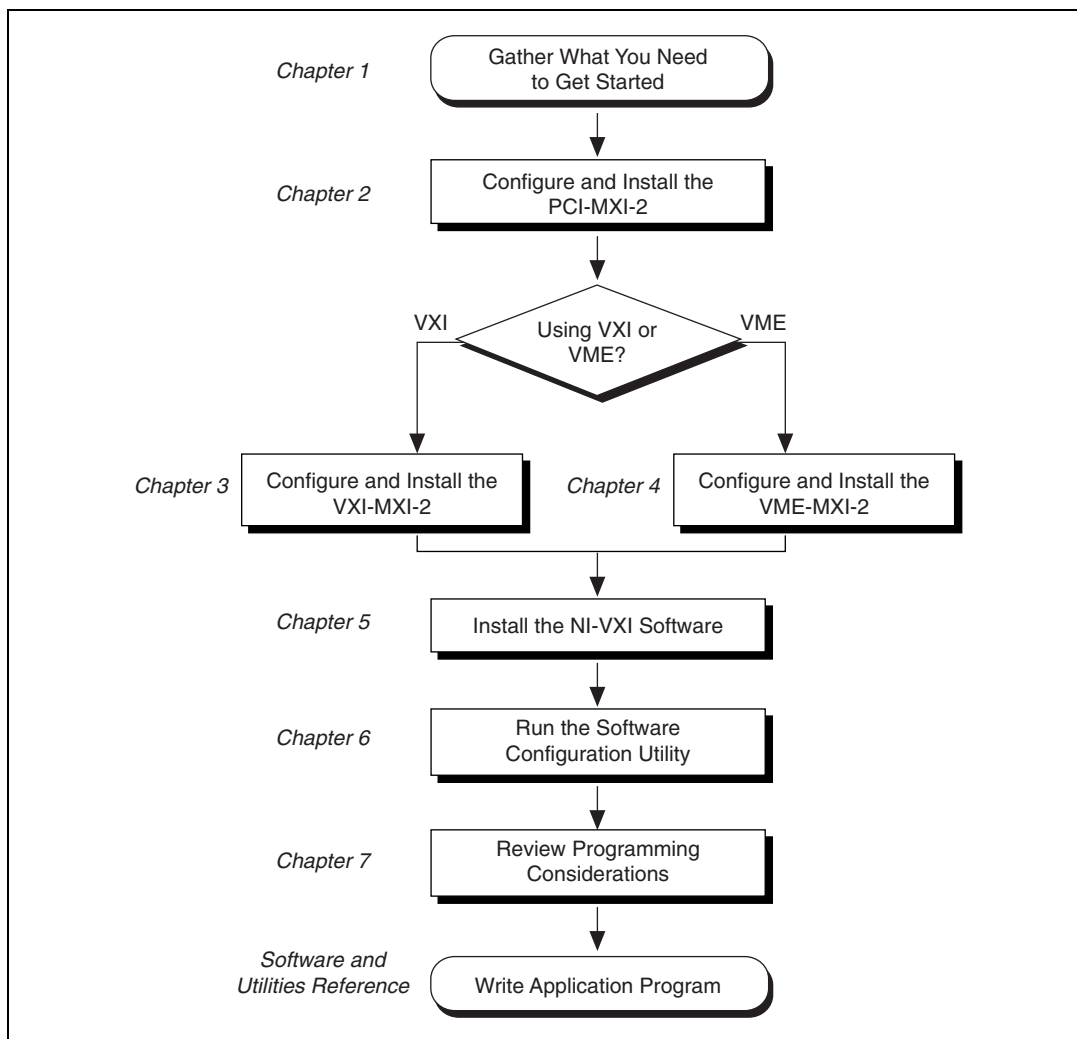 Chapter 1
Gather What You Need
to Get Started
Chapter 2
Configure and Install the
PCI-MXI-2
VXI
Using VXI or
VME?
VME
Chapter 3
Configure and Install the
VXI-MXI-2
Chapter 4
Configure and Install the
VME-MXI-2
Chapter 5
Install the NI-VXI Software
Chapter 6
Run the Software
Configuration Utility
Chapter 7
Review Programming
Considerations
Software and
Utilities Reference
Write Application Program